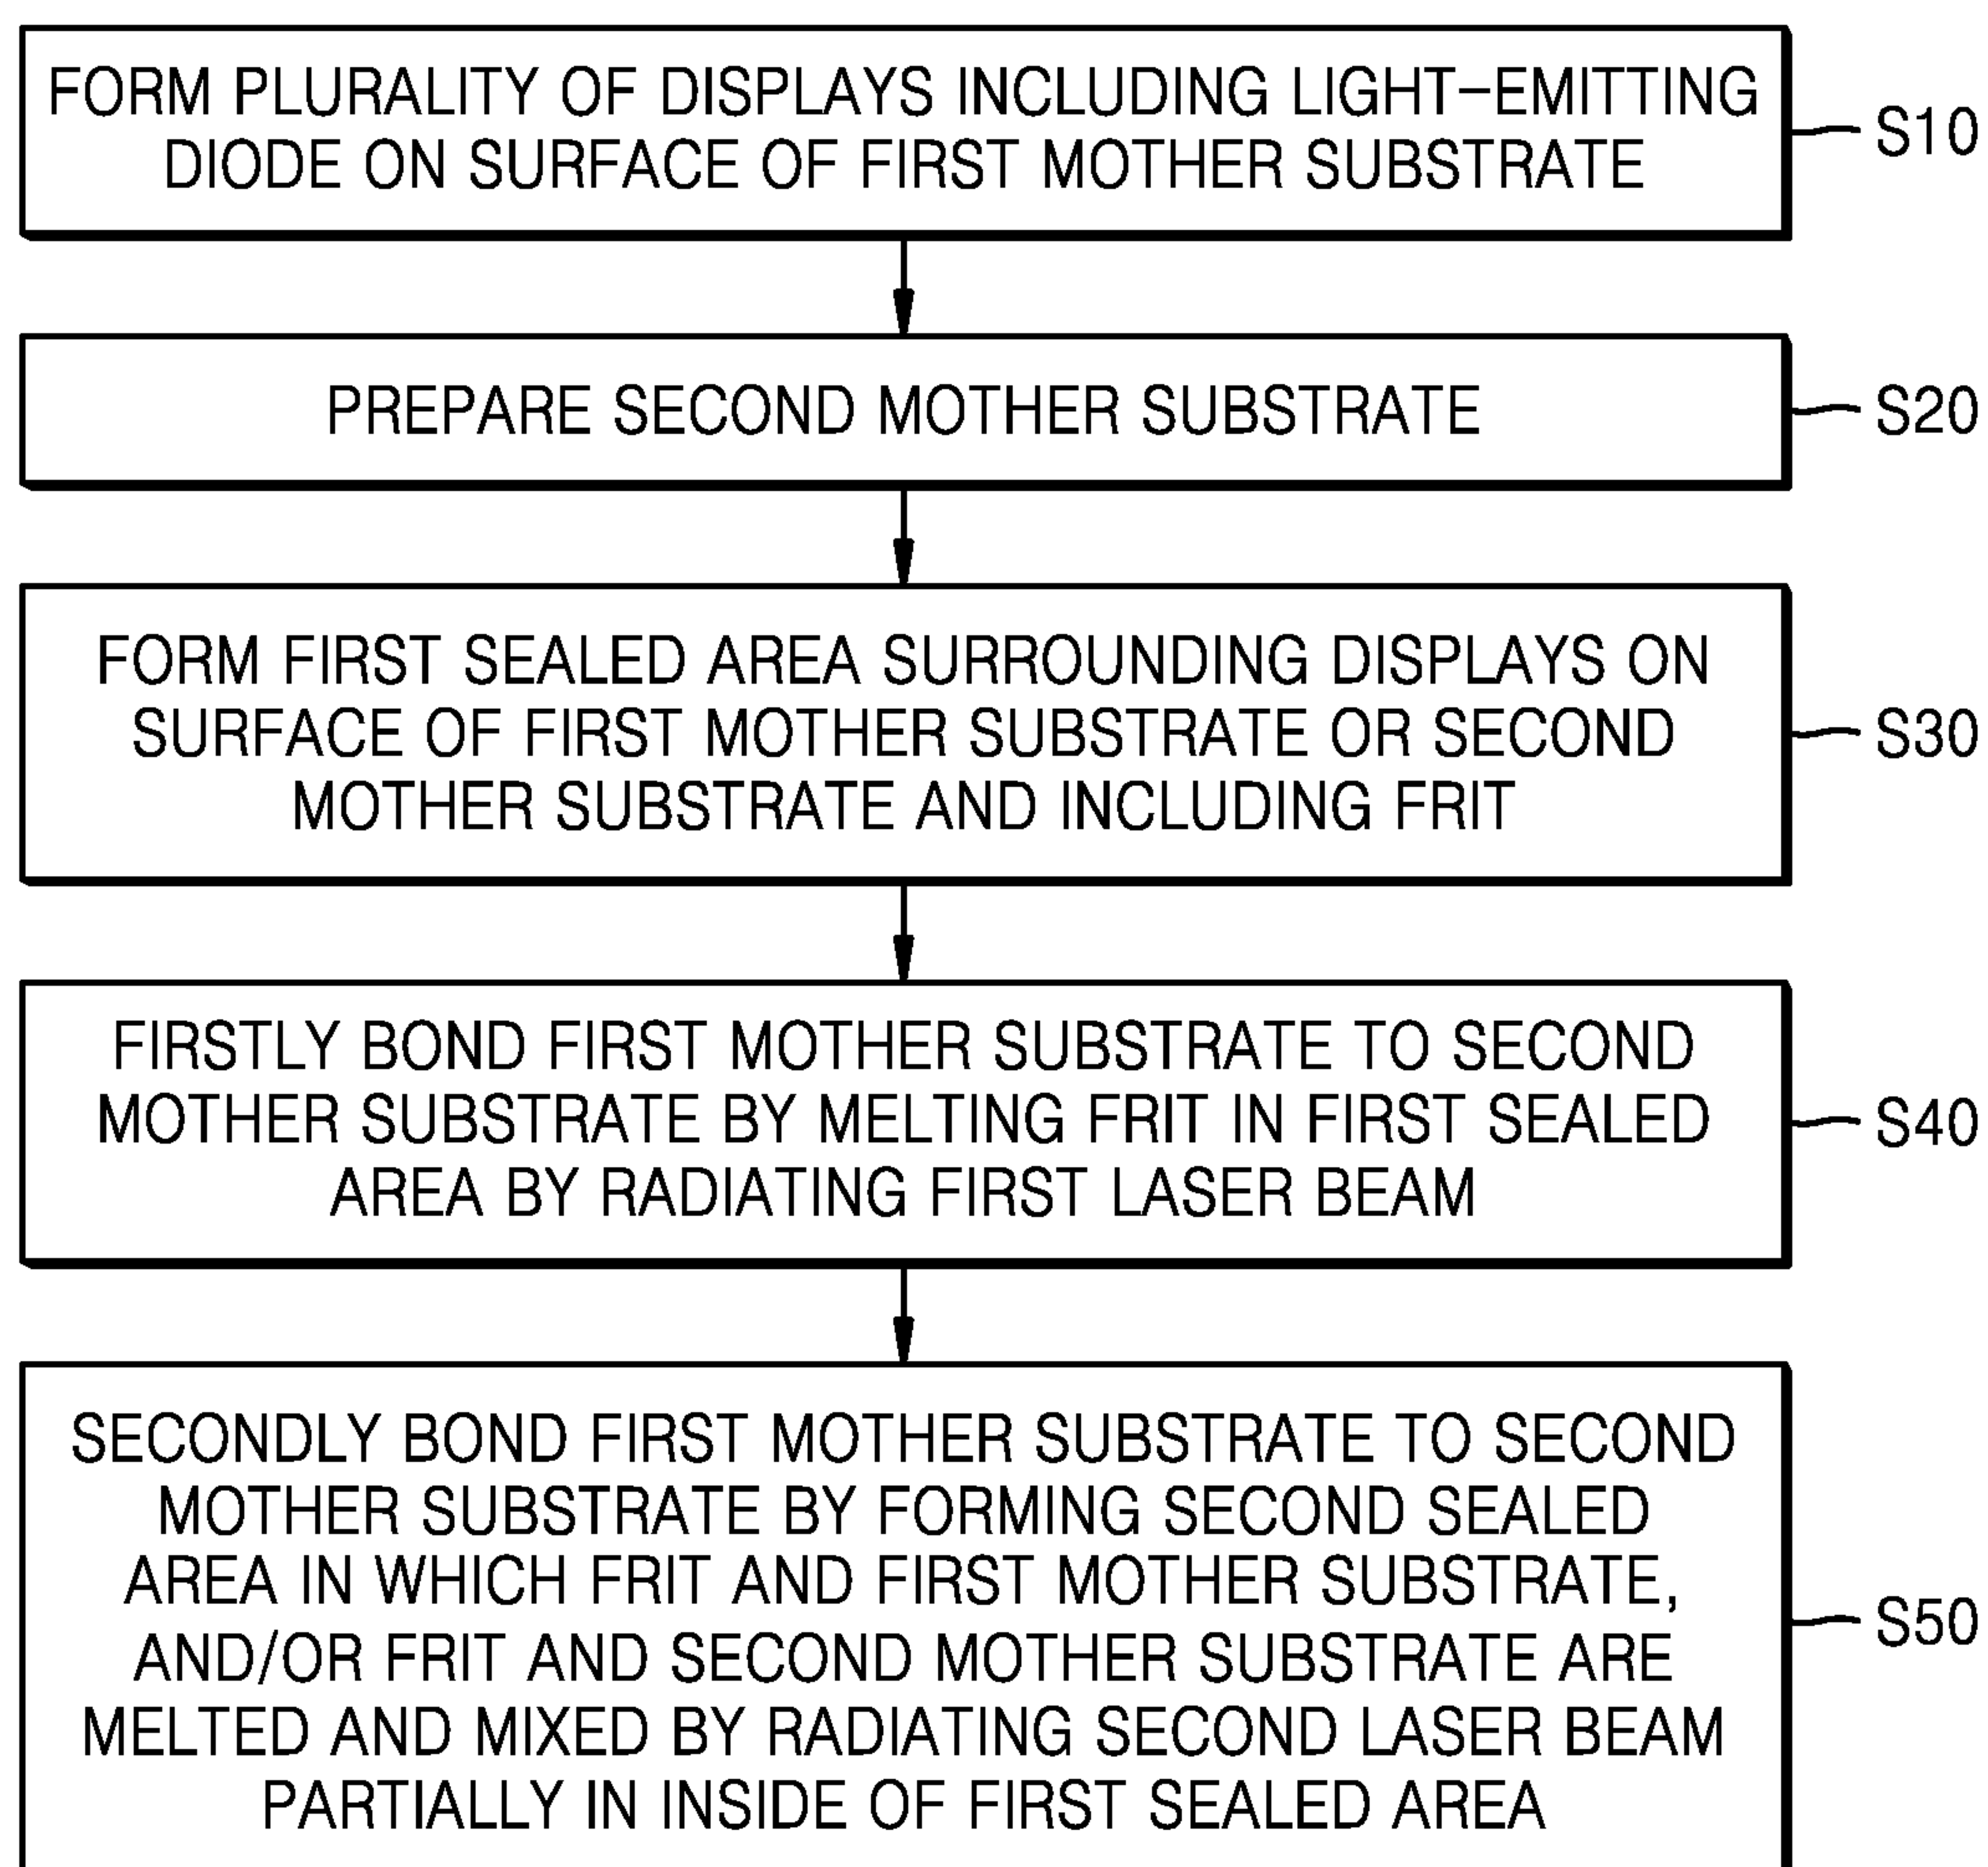 FORM PLURALITY OF DISPLAYS INCLUDING LIGHT-EMITTING
DIODE ON SURFACE OF FIRST MOTHER SUBSTRATE
S10
PREPARE SECOND MOTHER SUBSTRATE
S20
FORM FIRST SEALED AREA SURROUNDING DISPLAYS ON
SURFACE OF FIRST MOTHER SUBSTRATE OR SECOND
MOTHER SUBSTRATE AND INCLUDING FRIT
S30
FIRSTLY BOND FIRST MOTHER SUBSTRATE TO SECOND
MOTHER SUBSTRATE BY MELTING FRIT IN FIRST SEALED
AREA BY RADIATING FIRST LASER BEAM
S40
SECONDLY BOND FIRST MOTHER SUBSTRATE TO SECOND
MOTHER SUBSTRATE BY FORMING SECOND SEALED
AREA IN WHICH FRIT AND FIRST MOTHER SUBSTRATE,
AND/OR FRIT AND SECOND MOTHER SUBSTRATE ARE
MELTED AND MIXED BY RADIATING SECOND LASER BEAM
PARTIALLY IN INSIDE OF FIRST SEALED AREA
S50